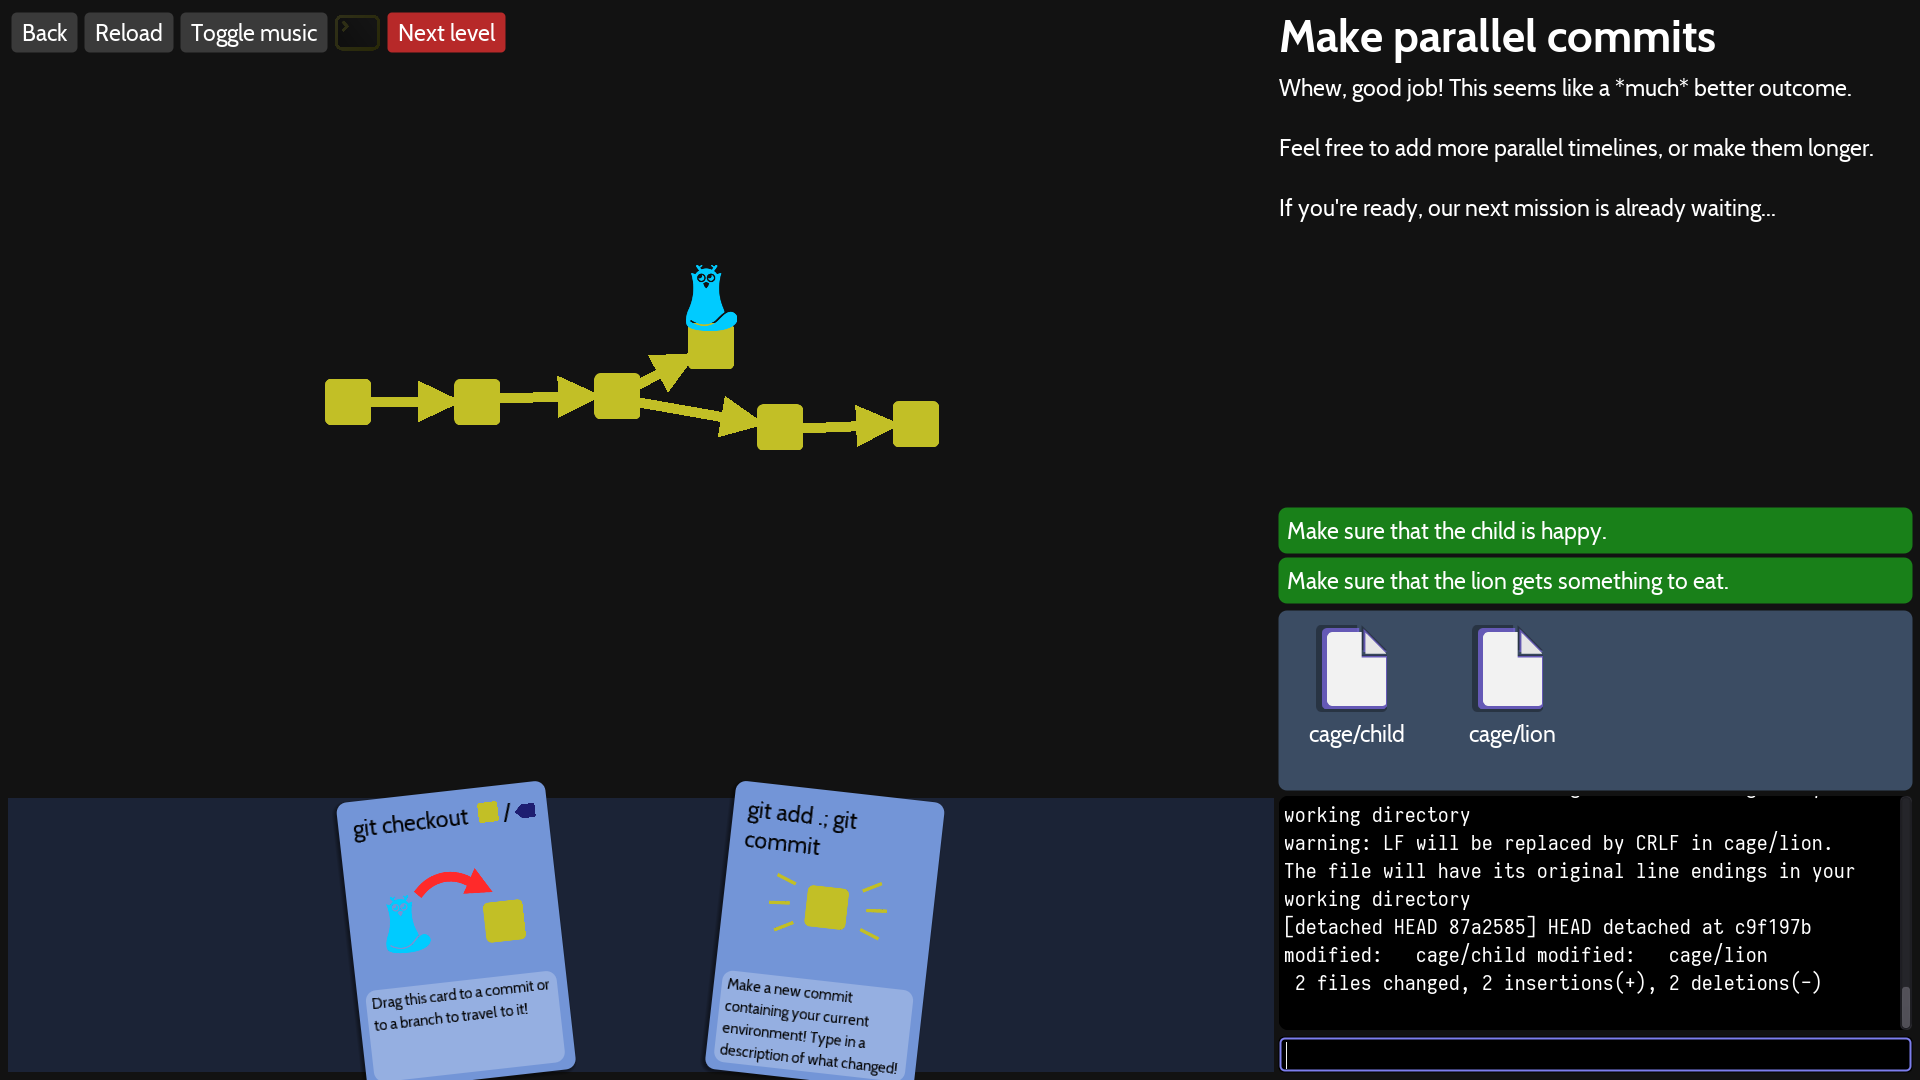 Back Reload Toggle music Next level
Make parallel commits
Whew, good job! This seems like a *much* better outcome.
Feel free to add more parallel timelines, or make them longer.
If you're ready, our next mission is already waiting...
Make sure that the child is happy.
Make sure that the lion gets something to eat.
cage/child cage/lion
working directory
warning: LF will be replaced by CRLF in cage/lion.
The file will have its original line endings in your
working directory
[detached HEAD 87a2585] HEAD detached at c9f197b
modified:   cage/child modified:   cage/lion
 2 files changed, 2 insertions(+), 2 deletions(-)
git checkout /
Drag this card to a commit or
to a branch to travel to it!
git add .; git
commit
Make a new commit
containing your current
environment! Type in a
description of what changed!